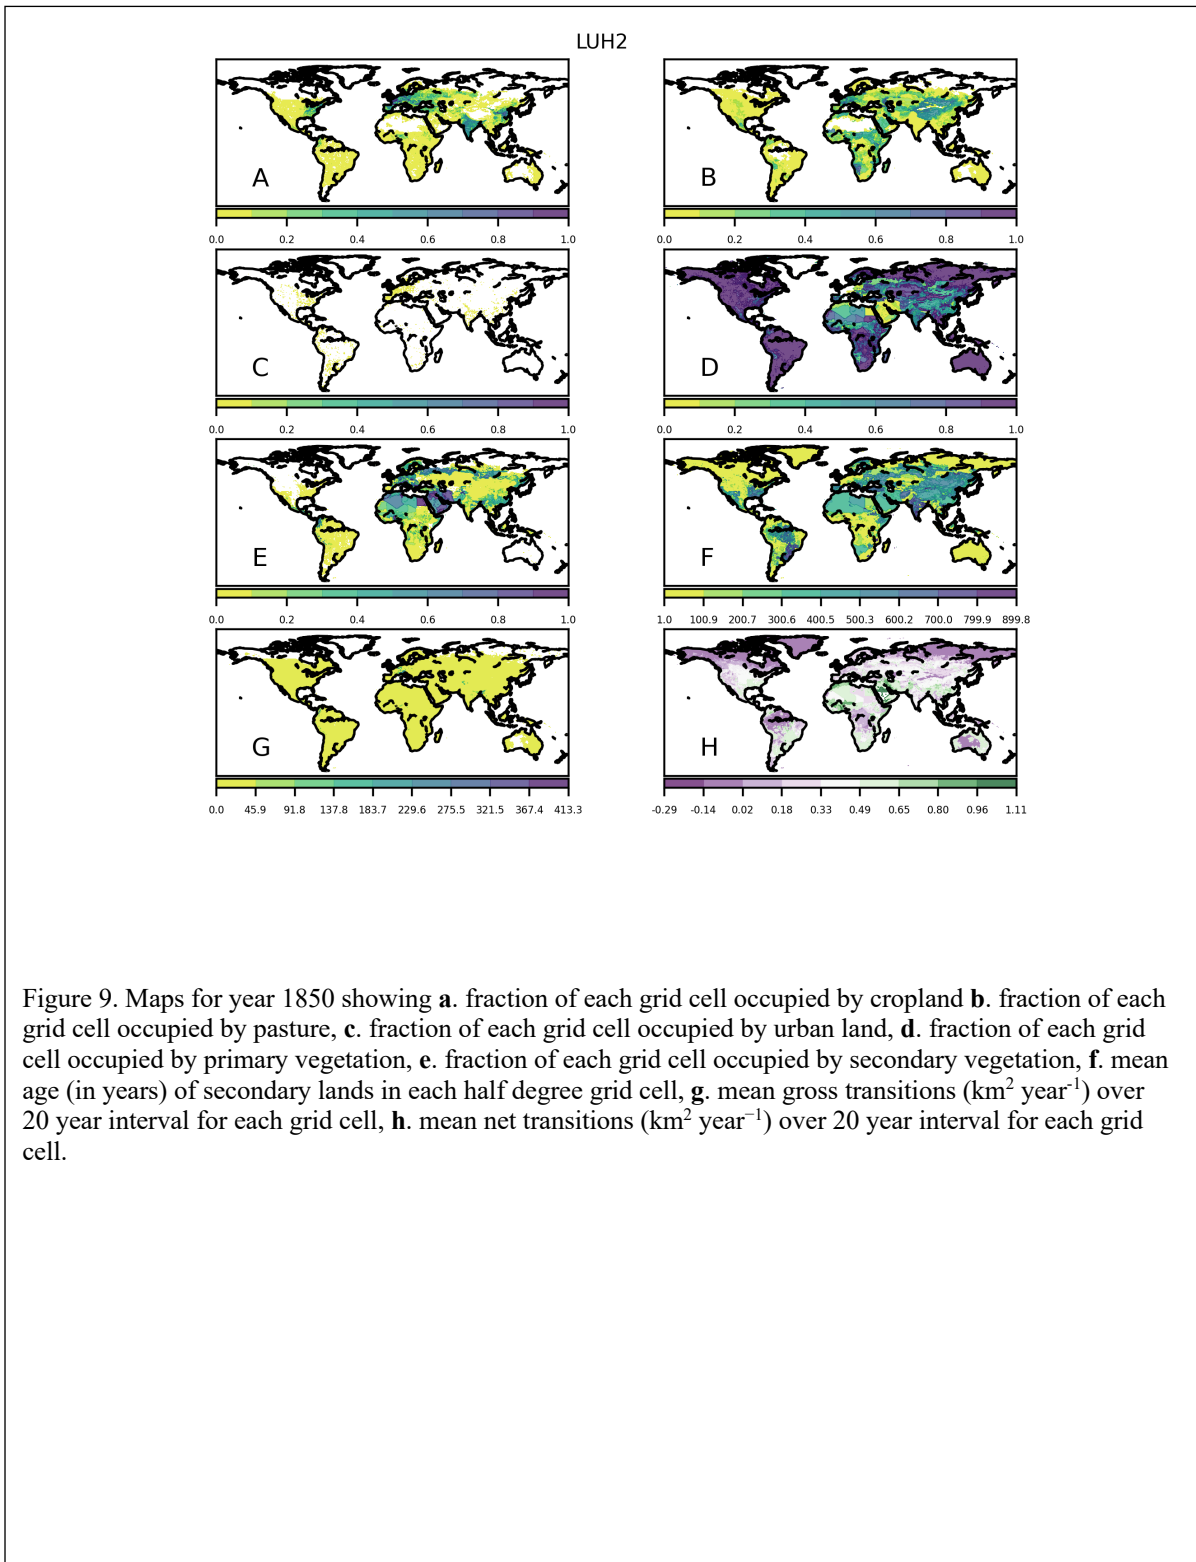 LUH2
A
B
0.0 0.2 0.4 0.6 0.8 1.0
0.0 0.2 0.4 0.6 0.8 1.0
C
D
0.0 0.2 0.4 0.6 0.8 1.0
0.0 0.2 0.4 0.6 0.8 1.0
E
F
0.0 0.2 0.4 0.6 0.8 1.0
1.0 100.9 200.7 300.6 400.5 500.3 600.2 700.0 799.9 899.8
G
H
0.0 45.9 91.8 137.8 183.7 229.6 275.5 321.5 367.4 413.3
-0.29 -0.14 0.02 0.18 0.33 0.49 0.65 0.80 0.96 1.11
Figure 9. Maps for year 1850 showing a. fraction of each grid cell occupied by cropland b. fraction of each
grid cell occupied by pasture, c. fraction of each grid cell occupied by urban land, d. fraction of each grid
cell occupied by primary vegetation, e. fraction of each grid cell occupied by secondary vegetation, f. mean
age (in years) of secondary lands in each half degree grid cell, g. mean gross transitions (km² year⁻¹) over
20 year interval for each grid cell, h. mean net transitions (km² year⁻¹) over 20 year interval for each grid
cell.